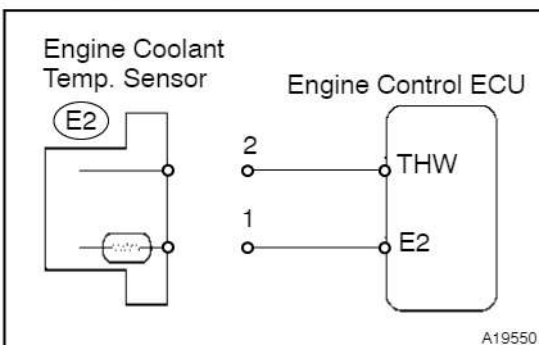 Engine Coolant
Temp. Sensor
Engine Control ECU
E2
2
THW
1
E2
A19550